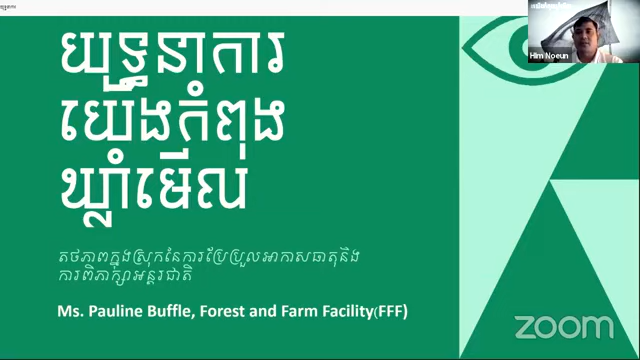 យុទ្ធនាការ
យើងកំពុង
ឃ្លាំមើល
តថភាពក្នុងស្រុកនៃការប្រែប្រួលអាកាសធាតុនិង
ការពិភាក្សាអន្តរជាតិ
Ms. Pauline Buffle, Forest and Farm Facility(FFF)
Him Noeun
zoom